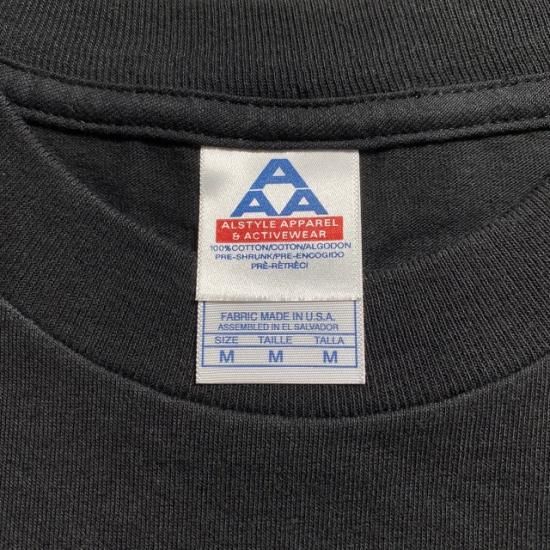 A
AA
ALSTYLE APPAREL
& ACTIVEWEAR
100% COTTON/COTON/ALGODON
PRE-SHRUNK/PRE-ENCOGIDO
PRÉ-RÉTRÉCI
FABRIC MADE IN U.S.A.
ASSEMBLED IN EL SALVADOR
SIZE TAILLE TALLA
M M M